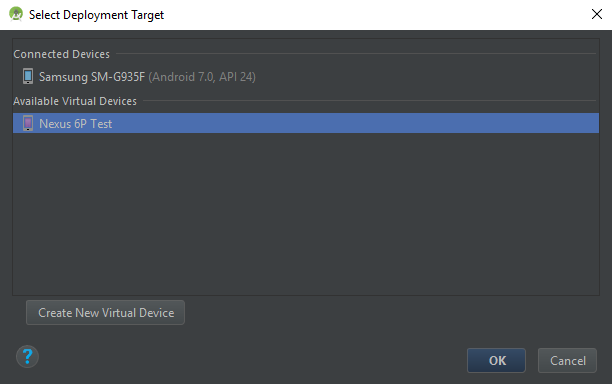 Select Deployment Target
Connected Devices
Samsung SM-G935F (Android 7.0, API 24)
Available Virtual Devices
Nexus 6P Test
Create New Virtual Device
?
OK
Cancel